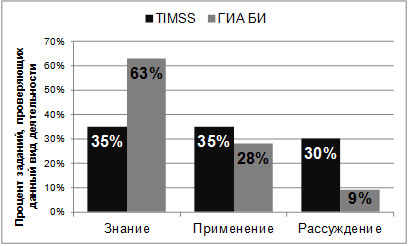 TIMSS ГИА БИ
Процент заданий, проверяющих
данный вид деятельности
70%
60%
50%
40%
30%
20%
10%
0%
35% 63%
35% 28%
30% 9%
Знание Применение Рассуждение